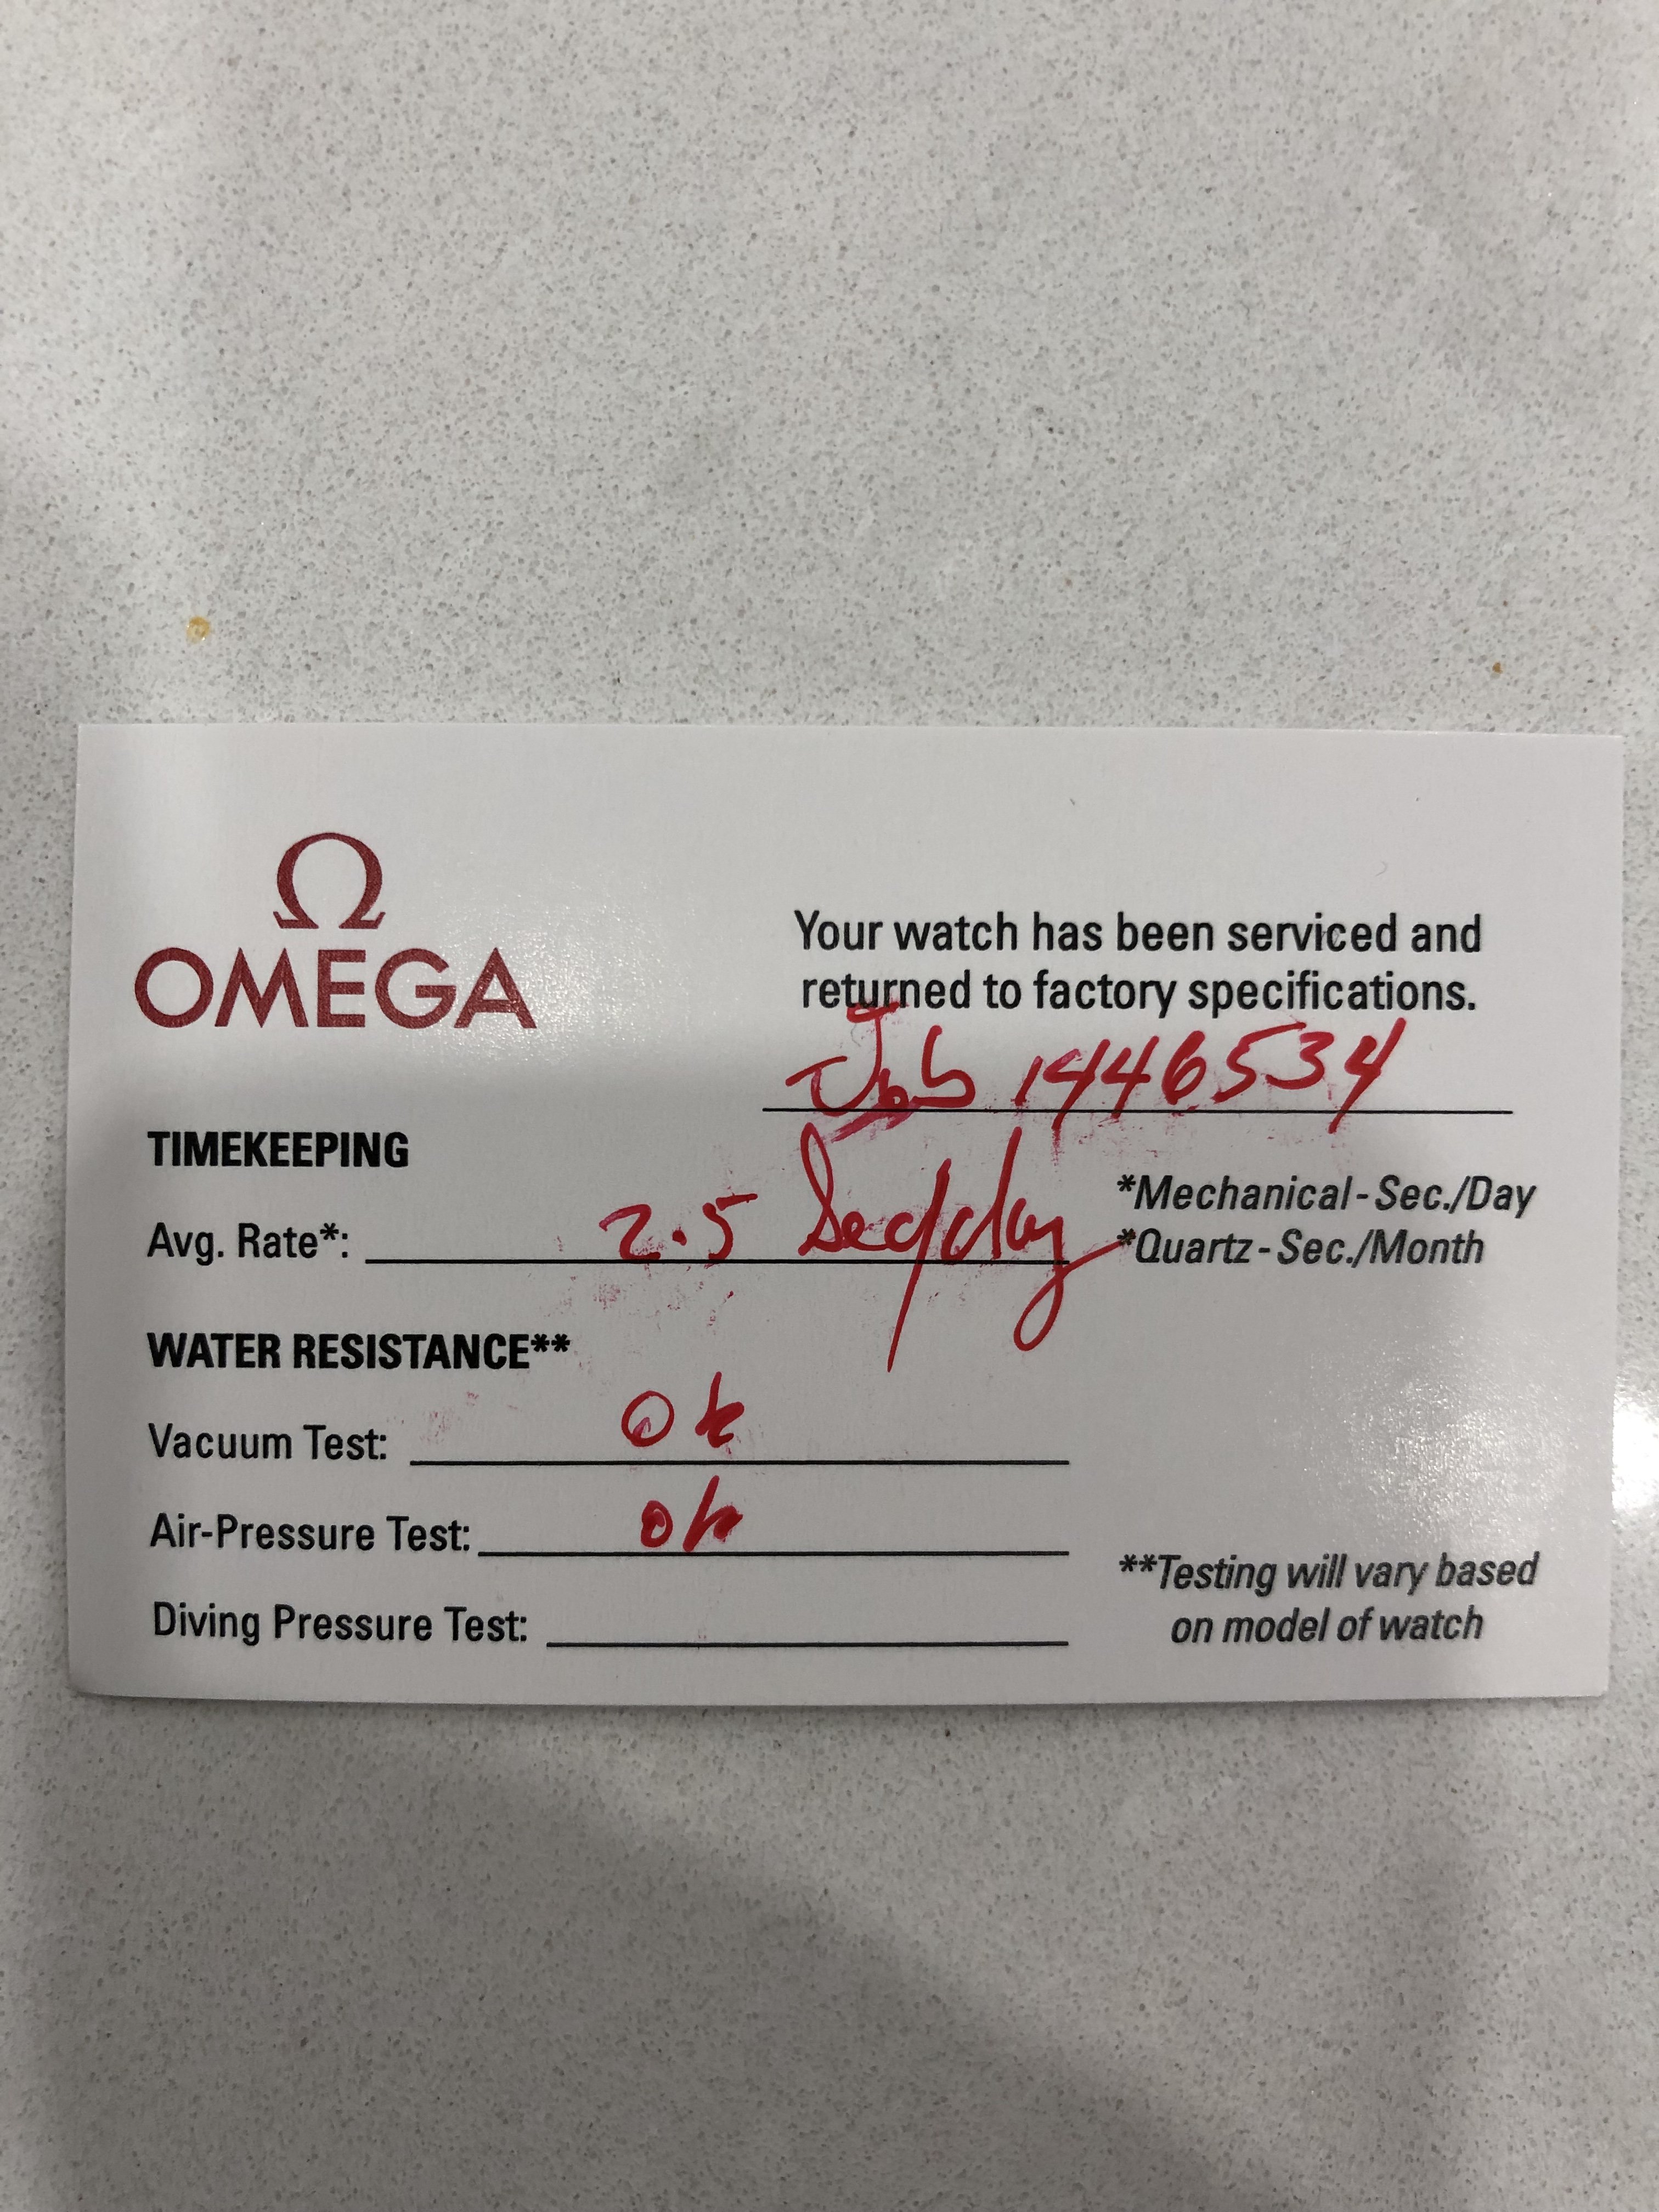 Ω
OMEGA
Your watch has been serviced and
returned to factory specifications.
Job 1446534
TIMEKEEPING
Avg. Rate*: 2.5 Sec/day
*Mechanical - Sec./Day
*Quartz - Sec./Month
WATER RESISTANCE**
Vacuum Test: ok
Air-Pressure Test: ok
Diving Pressure Test:
**Testing will vary based
on model of watch